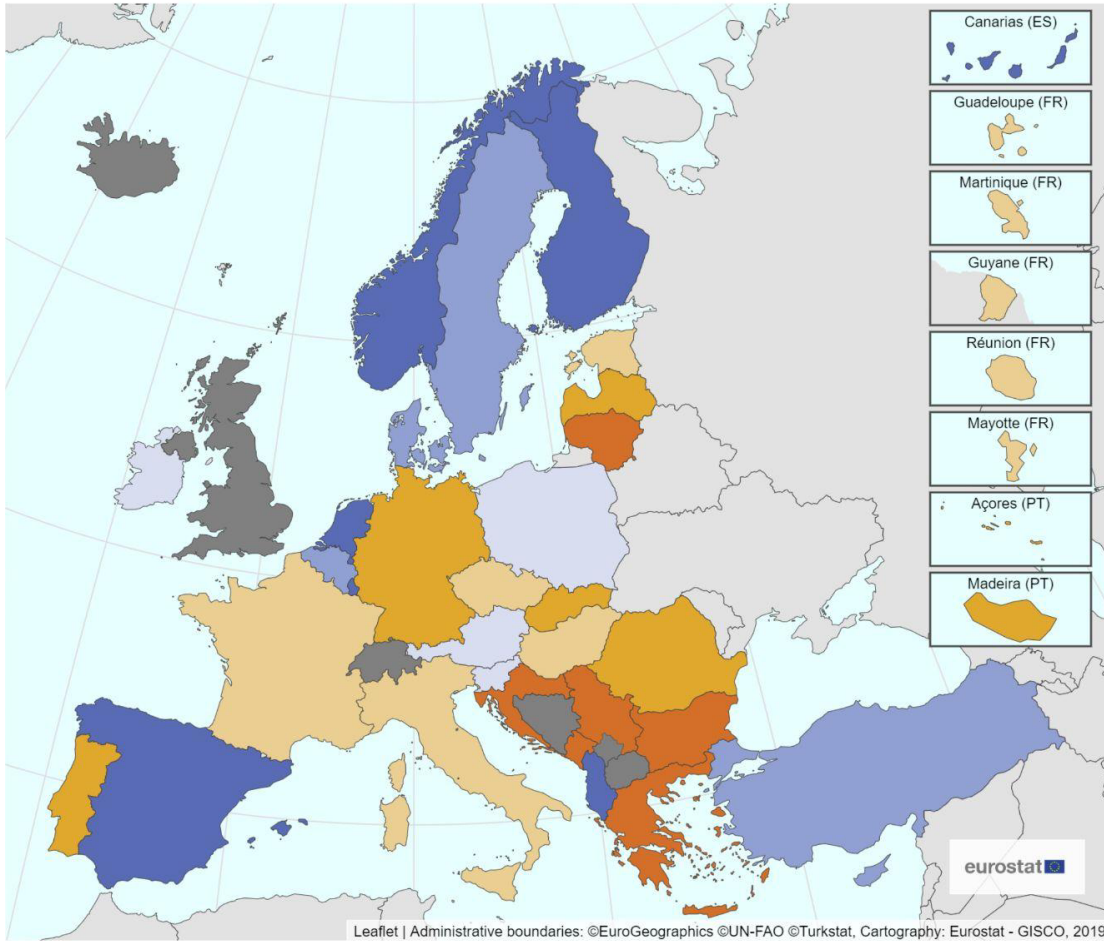 Canarias (ES)
Guadeloupe (FR)
Martinique (FR)
Guyane (FR)
Réunion (FR)
Mayotte (FR)
Açores (PT)
Madeira (PT)
eurostat
Leaflet | Administrative boundaries: ©EuroGeographics ©UN-FAO ©Turkstat, Cartography: Eurostat - GISCO, 2019